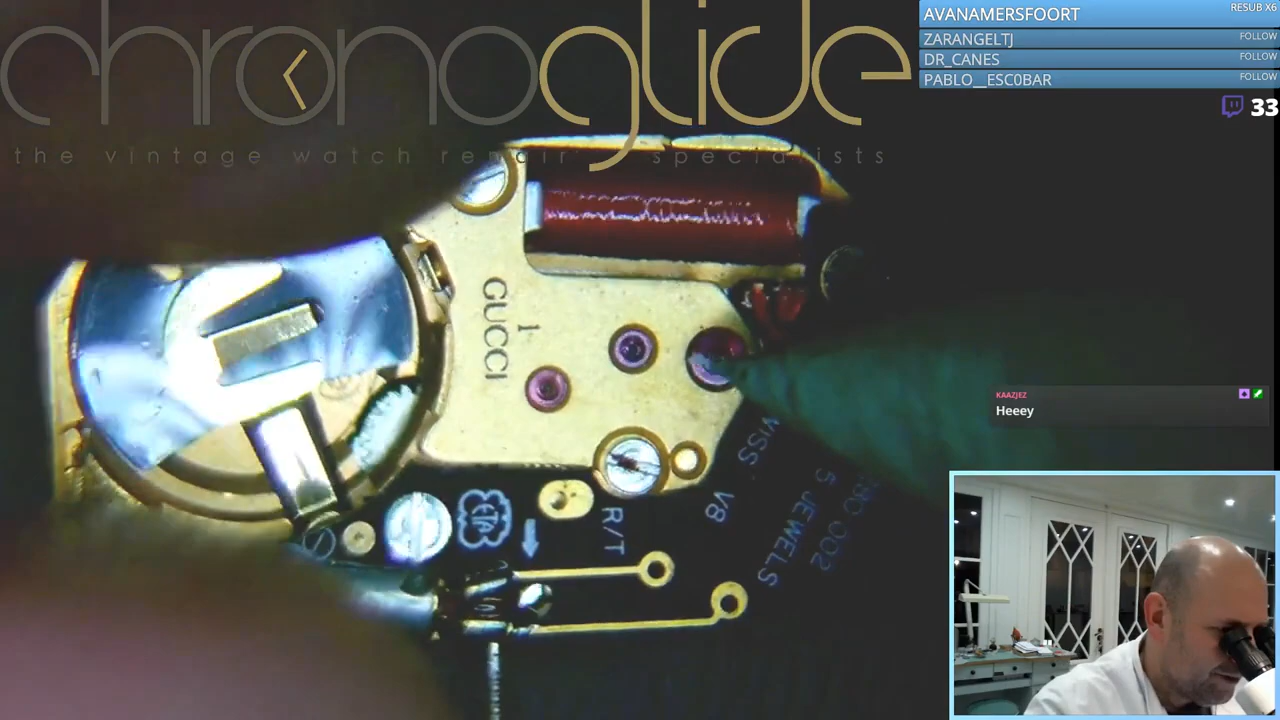 chronoglide
the vintage watch repair specialists
AVANAMERSFOORT RESUB X6
ZARANGELTJ FOLLOW
DR_CANES FOLLOW
PABLO__ESC0BAR FOLLOW
33
1
GUCCI
KAAZJEZ
Heeey
ETA
R/T
V8
5 JEWELS